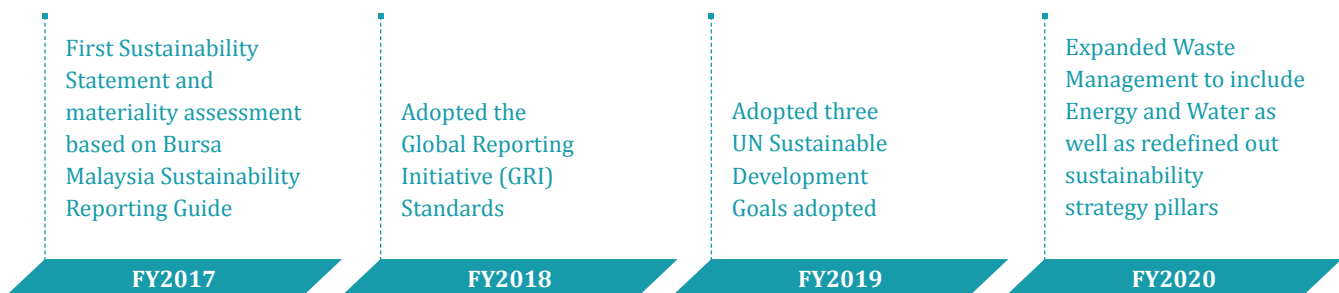 First Sustainability
Statement and
materiality assessment
based on Bursa
Malaysia Sustainability
Reporting Guide
FY2017
Adopted the
Global Reporting
Initiative (GRI)
Standards
FY2018
Adopted three
UN Sustainable
Development
Goals adopted
FY2019
Expanded Waste
Management to include
Energy and Water as
well as redefined out
sustainability
strategy pillars
FY2020